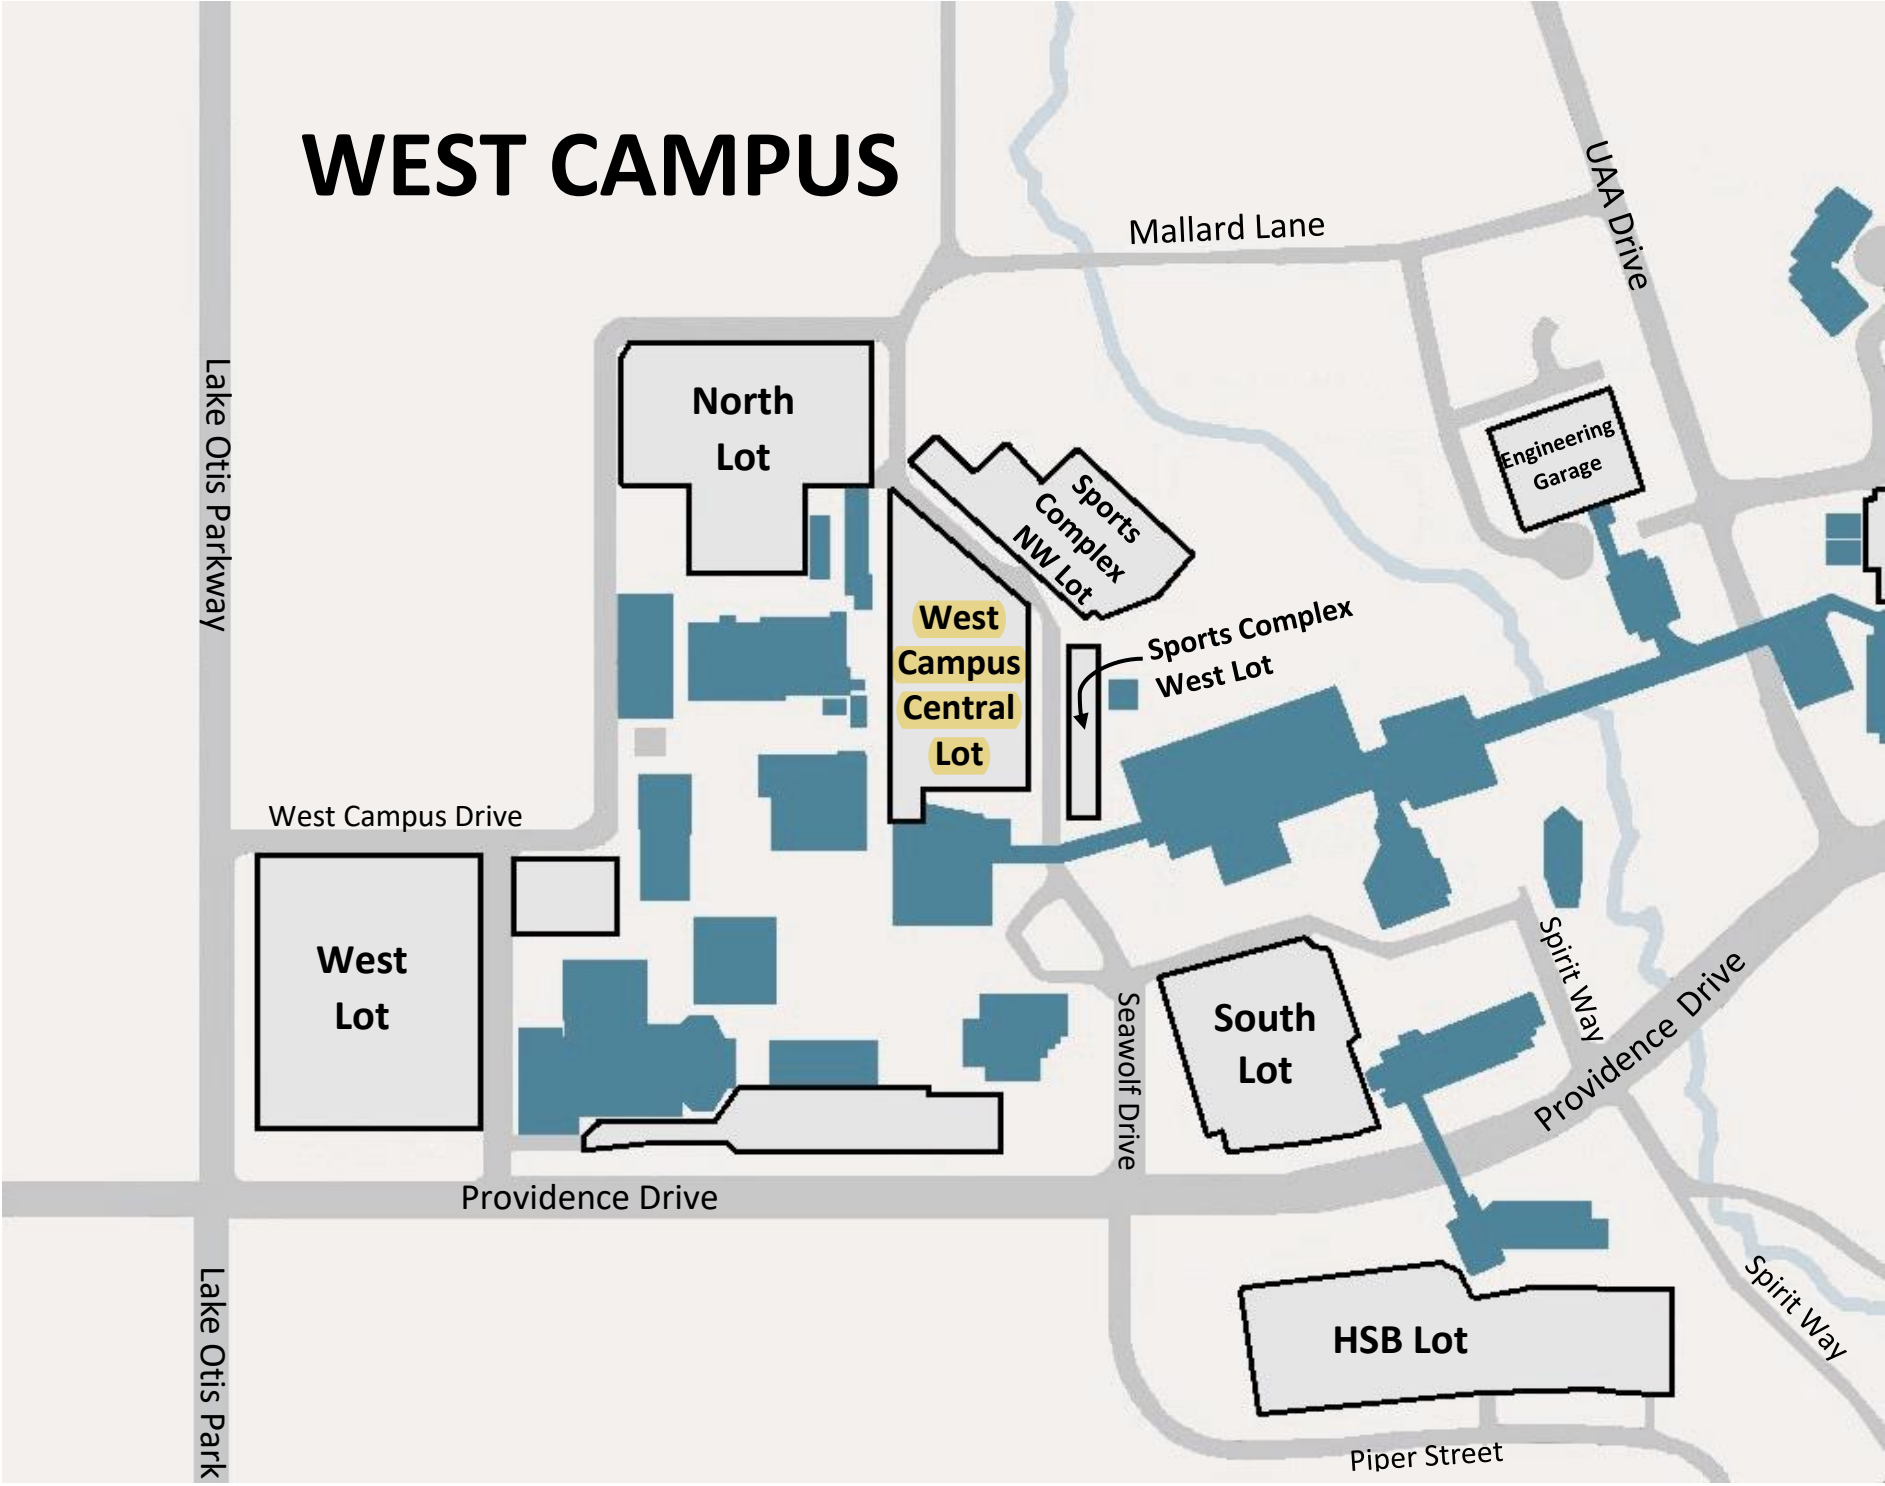 WEST CAMPUS
UAA Drive
Mallard Lane
Lake Otis Parkway
North
Lot
Engineering
Garage
Sports
Complex
NW Lot
West
Campus
Central
Lot
Sports Complex
West Lot
West Campus Drive
West
Lot
South
Lot
Spirit Way
Seawolf Drive
Providence Drive
Providence Drive
Lake Otis Park
HSB Lot
Spirit Way
Piper Street